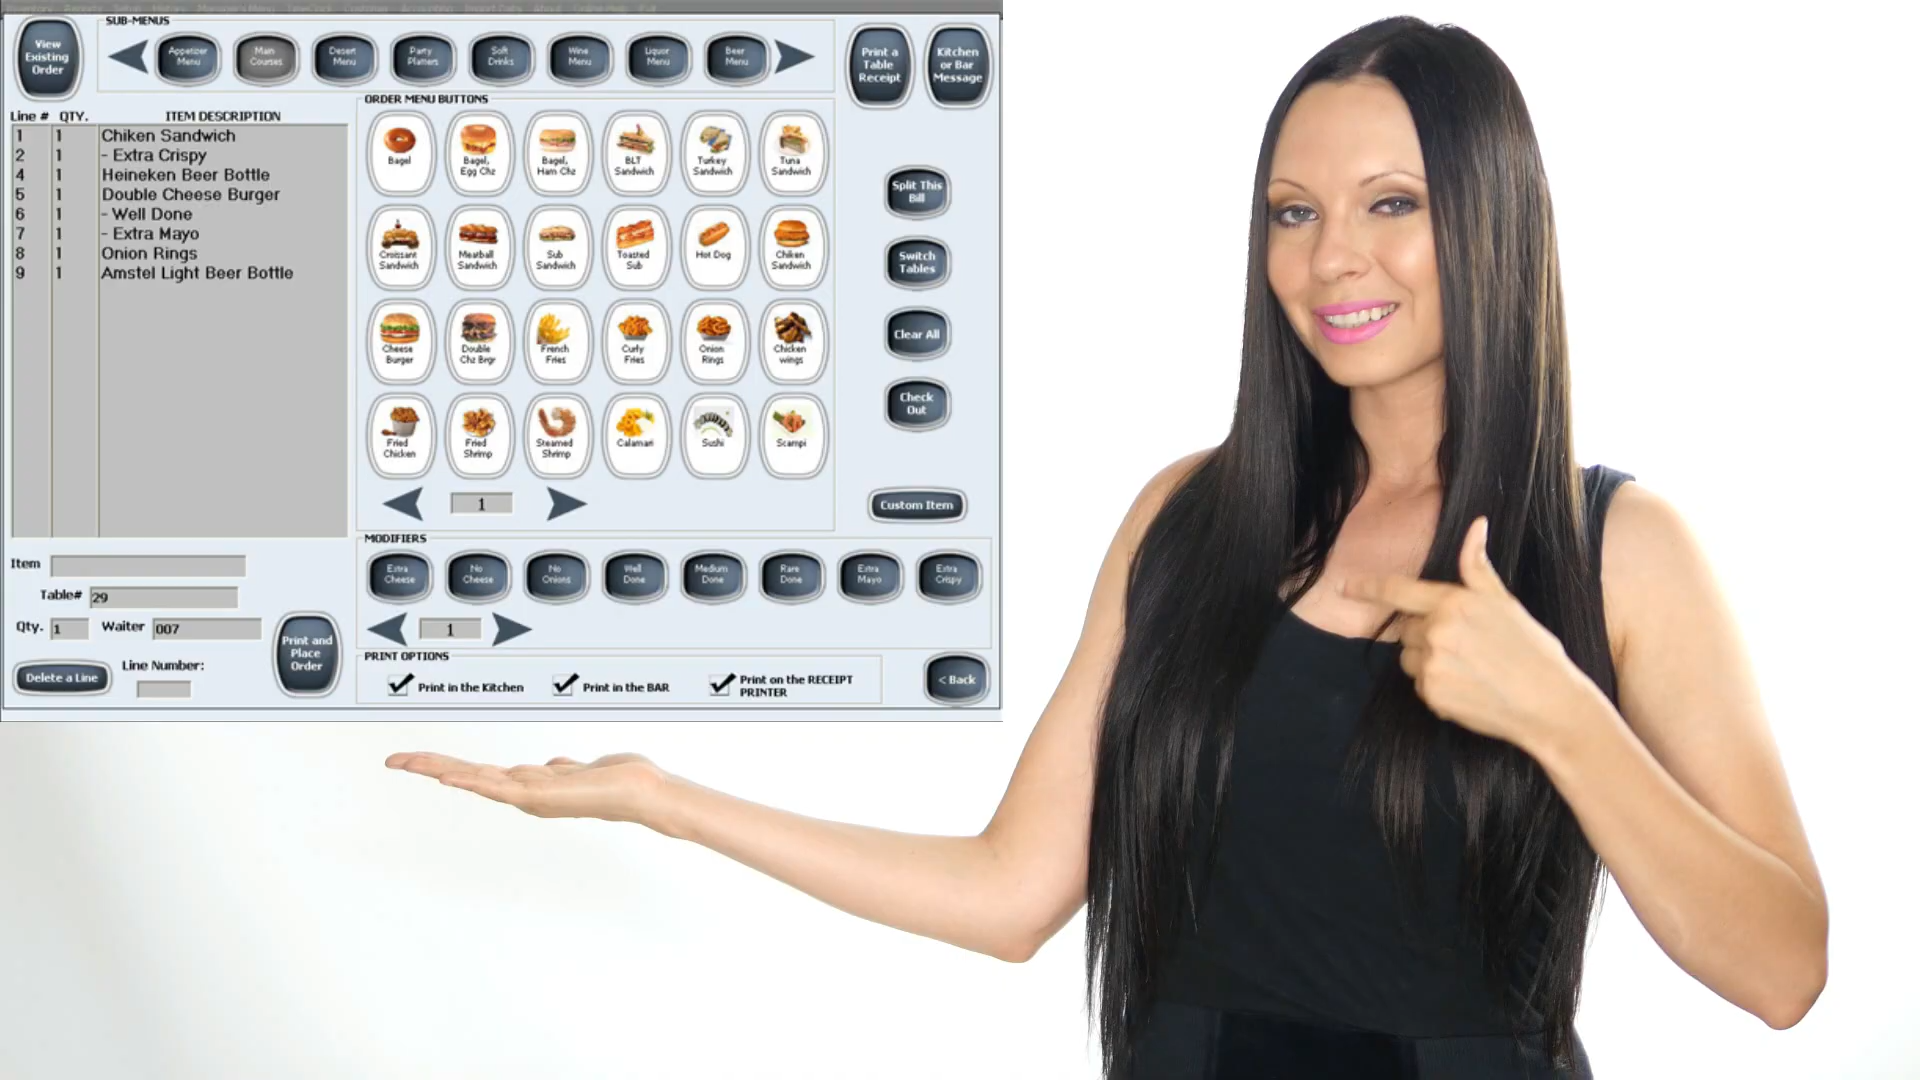 SUB-MENUS
View
Existing
Order
Appetizer
Menu
Main
Courses
Desert
Menu
Party
Platters
Soft
Drinks
Wine
Menu
Liquor
Menu
Beer
Menu
Print a
Table
Receipt
Kitchen
or Bar
Message
Line # QTY. ITEM DESCRIPTION
1 1 Chiken Sandwich
2 1 - Extra Crispy
4 1 Heineken Beer Bottle
5 1 Double Cheese Burger
6 1 - Well Done
7 1 - Extra Mayo
8 1 Onion Rings
9 1 Amstel Light Beer Bottle
ORDER MENU BUTTONS
Bagel
Bagel,
Egg Chz
Bagel,
Ham Chz
BLT
Sandwich
Turkey
Sandwich
Tuna
Sandwich
Croissant
Sandwich
Meatball
Sandwich
Sub
Sandwich
Toasted
Sub
Hot Dog
Chiken
Sandwich
Cheese
Burger
Double
Chz Brgr
French
Fries
Curly
Fries
Onion
Rings
Chicken
wings
Fried
Chicken
Fried
Shrimp
Steamed
Shrimp
Calamari
Sushi
Scampi
1
Split This
Bill
Switch
Tables
Clear All
Check
Out
Custom Item
MODIFIERS
Extra
Cheese
No
Cheese
No
Onions
Well
Done
Medium
Done
Rare
Done
Extra
Mayo
Extra
Crispy
1
Item
Table# 29
Qty. 1 Waiter 007
Print and
Place
Order
Delete a Line
Line Number:
PRINT OPTIONS
Print in the Kitchen
Print in the BAR
Print on the RECEIPT
PRINTER
< Back